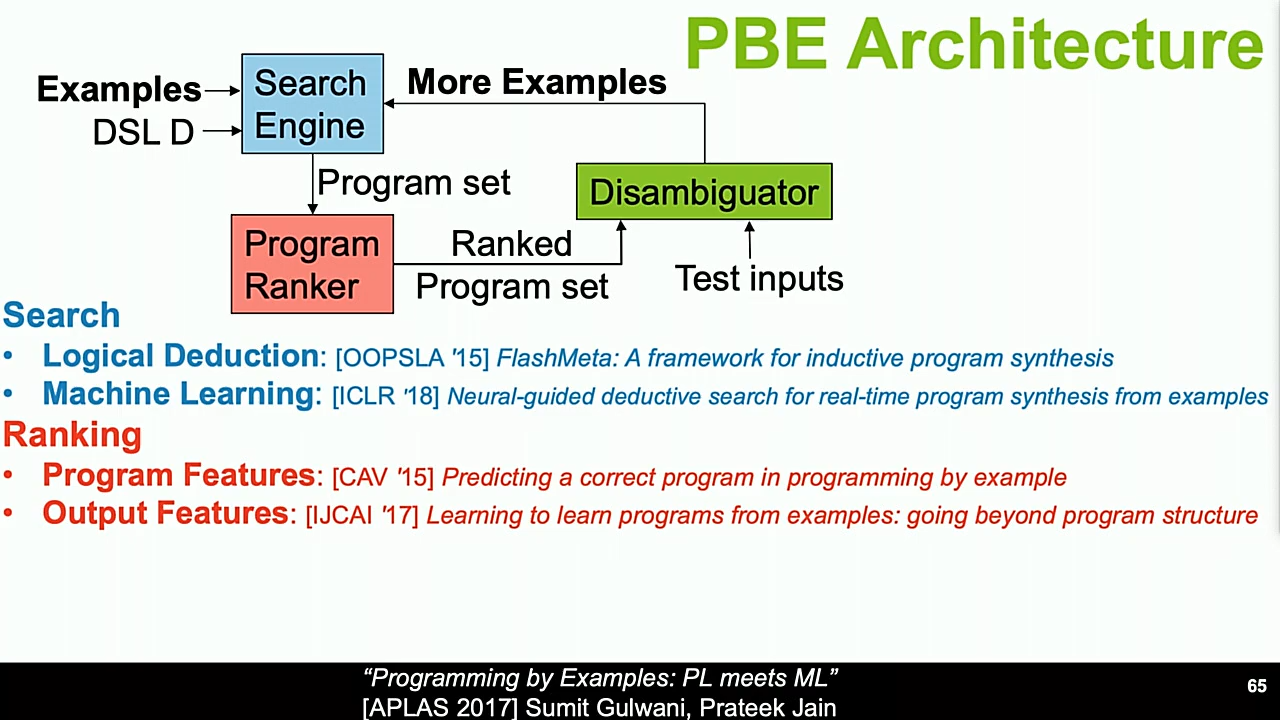 PBE Architecture
Examples
DSL D
Search
Engine
More Examples
Program set
Disambiguator
Program
Ranker
Ranked
Program set
Test inputs
Search
• Logical Deduction: [OOPSLA '15] FlashMeta: A framework for inductive program synthesis
• Machine Learning: [ICLR '18] Neural-guided deductive search for real-time program synthesis from examples
Ranking
• Program Features: [CAV '15] Predicting a correct program in programming by example
• Output Features: [IJCAI '17] Learning to learn programs from examples: going beyond program structure
“Programming by Examples: PL meets ML”
[APLAS 2017] Sumit Gulwani, Prateek Jain
65